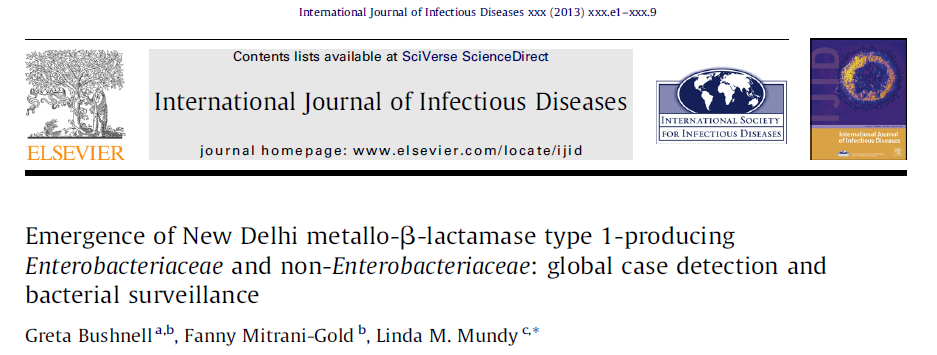 International Journal of Infectious Diseases xxx (2013) xxx.e1–xxx.9
Contents lists available at SciVerse ScienceDirect
International Journal of Infectious Diseases
journal homepage: www.elsevier.com/locate/ijid
ELSEVIER
INTERNATIONAL SOCIETY
FOR INFECTIOUS DISEASES
IJID
International Journal
of Infectious Diseases
Emergence of New Delhi metallo-β-lactamase type 1-producing
Enterobacteriaceae and non-Enterobacteriaceae: global case detection and
bacterial surveillance
Greta Bushnell a,b, Fanny Mitrani-Gold b, Linda M. Mundy c,*